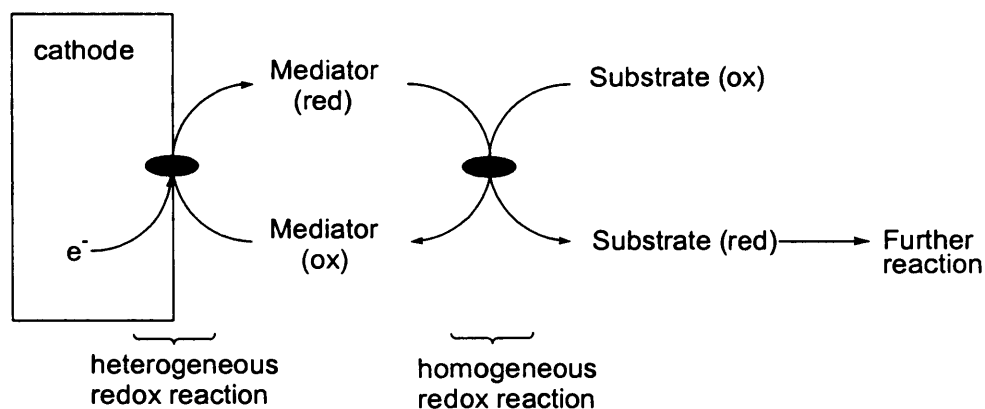 cathode
Mediator
(red)
Substrate (ox)
e-
Mediator
(ox)
Substrate (red)
Further
reaction
heterogeneous
redox reaction
homogeneous
redox reaction